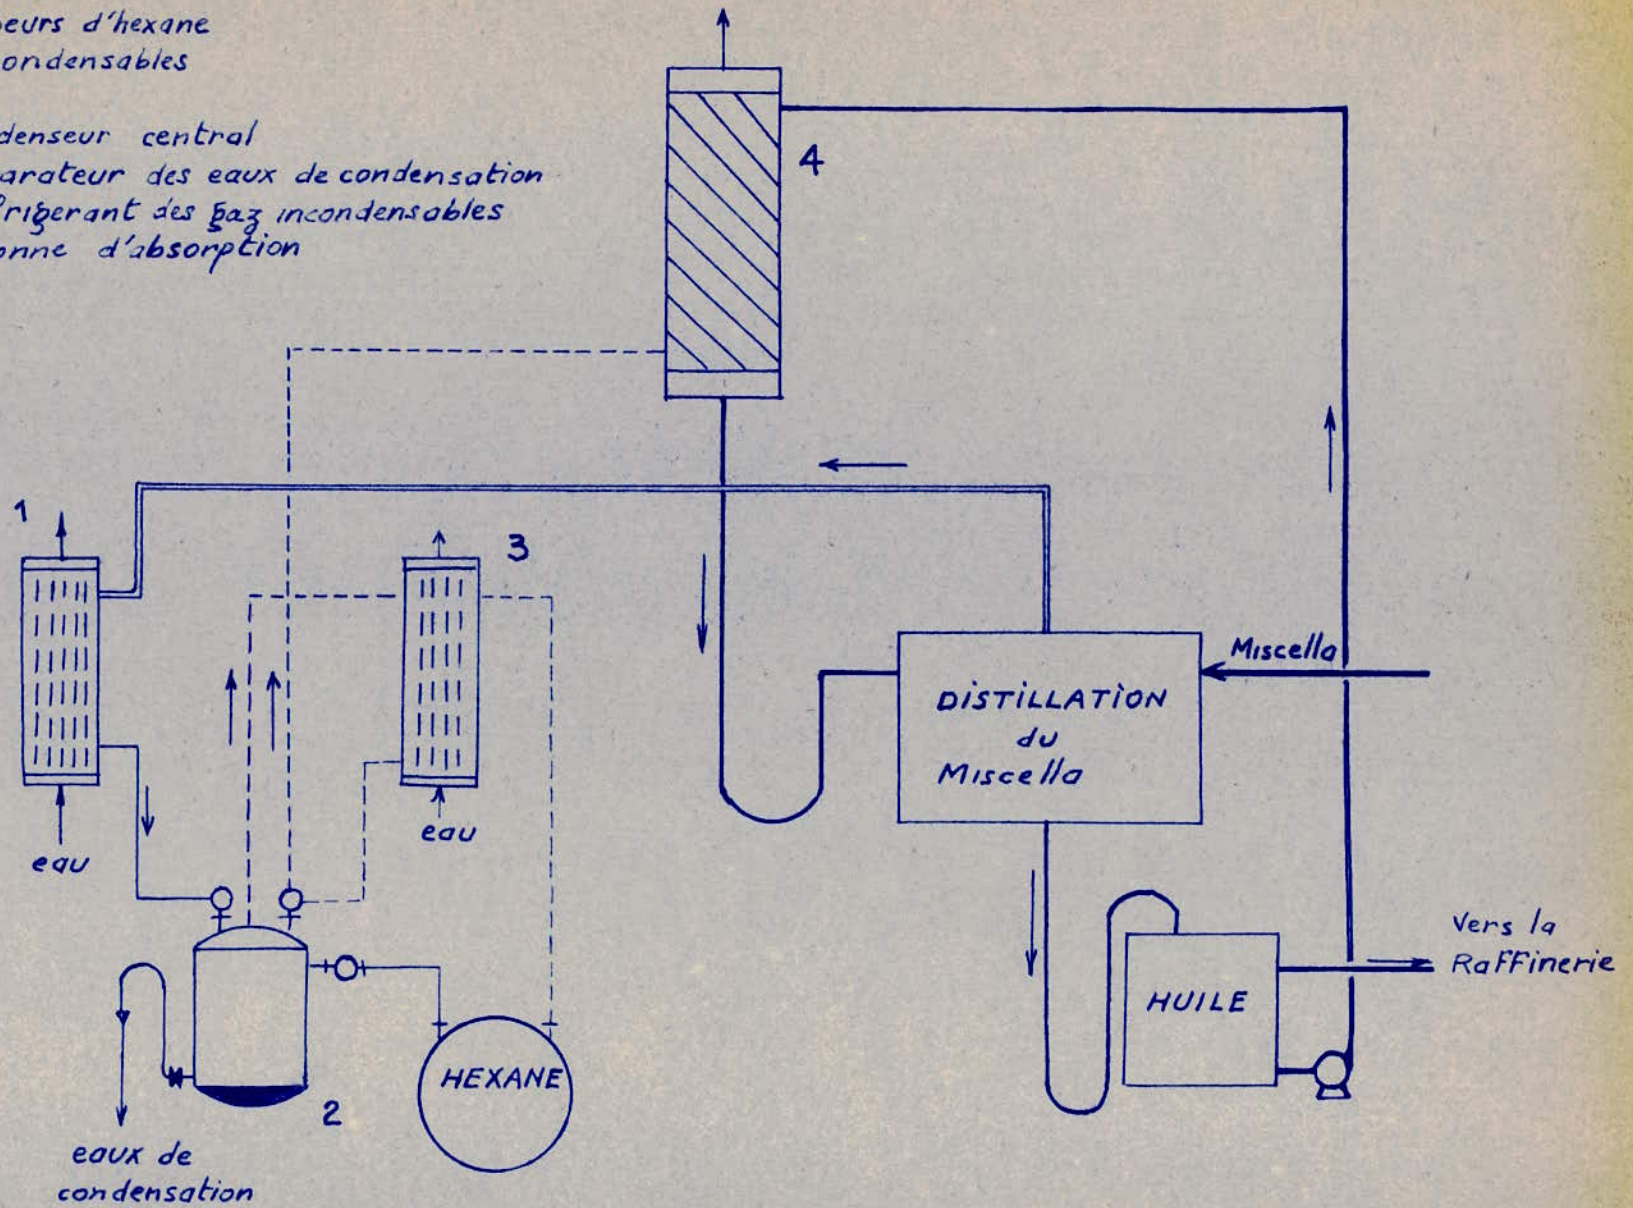 eurs d'hexane
ondensables
denseur central
arateur des eaux de condensation
frigerant des gaz incondensables
onne d'absorption
4
1
3
Miscella
DISTILLATION
du
Miscella
eau
eau
Vers la
Raffinerie
HUILE
HEXANE
2
eaux de
condensation